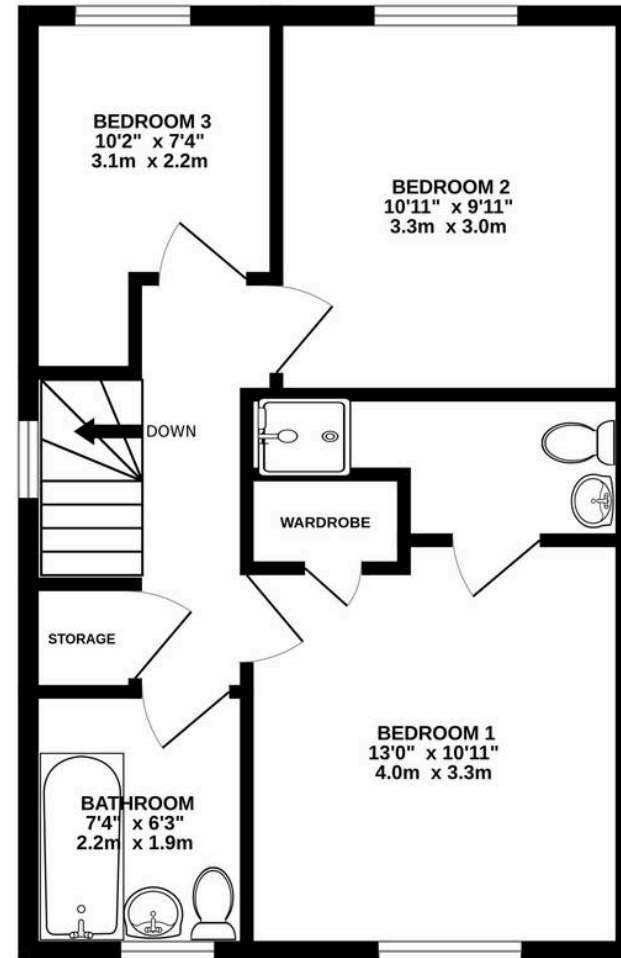 BEDROOM 3
10'2" x 7'4"
3.1m x 2.2m
BEDROOM 2
10'11" x 9'11"
3.3m x 3.0m
DOWN
WARDROBE
STORAGE
BEDROOM 1
13'0" x 10'11"
4.0m x 3.3m
BATHROOM
7'4" x 6'3"
2.2m x 1.9m